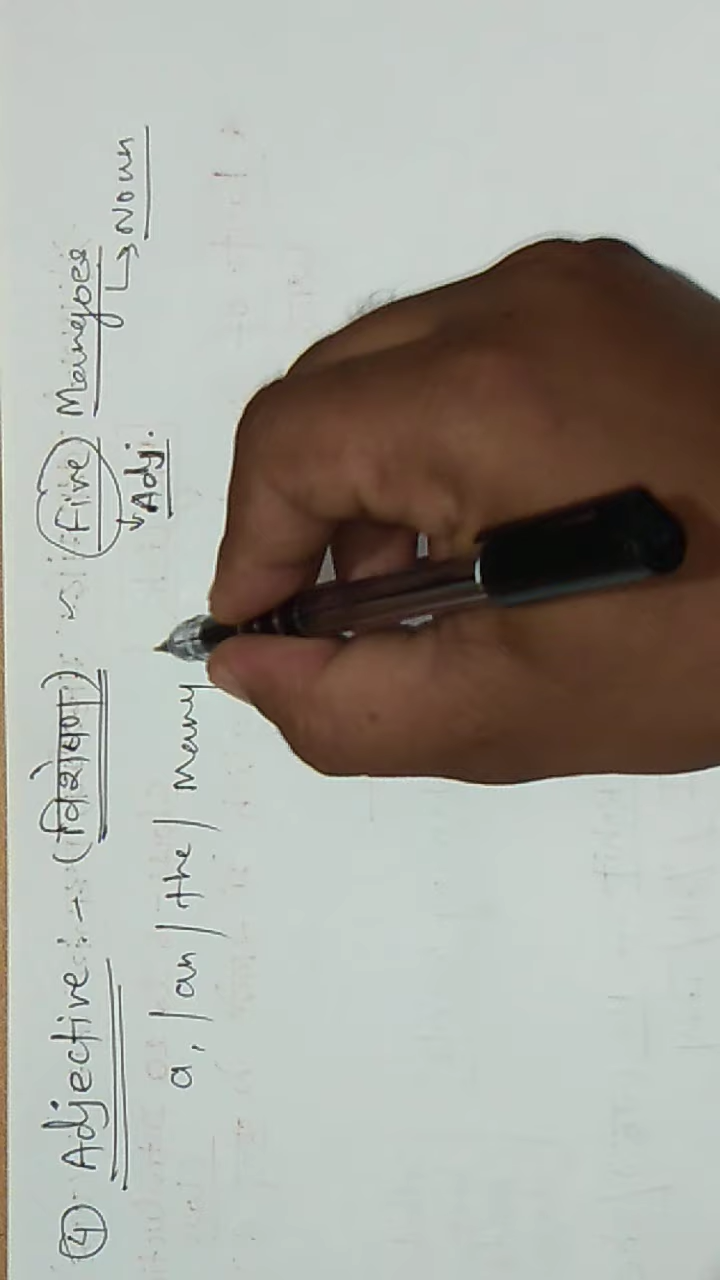 ④ Adjective :→ (विशेषण) :: Five Mangoes
↓ Adj. ↳ Noun
a, / an / the / many